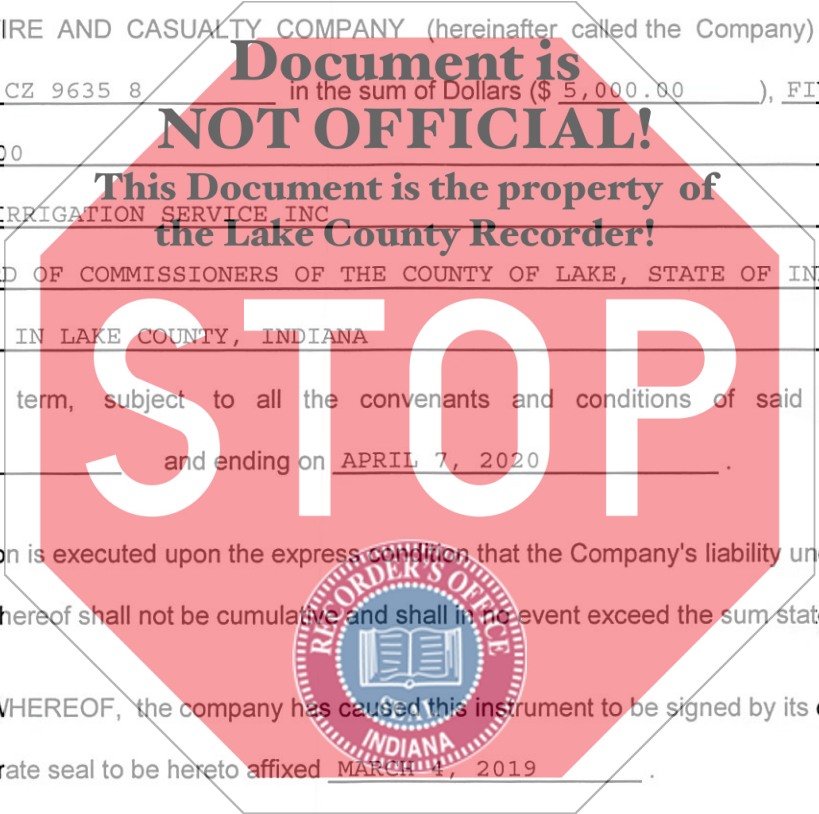 IRE AND CASUALTY COMPANY (hereinafter called the Company)
Document is
CZ 9635 8 in the sum of Dollars ($ 5,000.00 ), FI
NOT OFFICIAL!
00
This Document is the property of
RRIGATION SERVICE INC
the Lake County Recorder!
D OF COMMISSIONERS OF THE COUNTY OF LAKE, STATE OF IN
STOP
IN LAKE COUNTY, INDIANA
term, subject to all the convenants and conditions of said
and ending on APRIL 7, 2020 .
n is executed upon the express condition that the Company's liability un
RECORDER'S OFFICE
hereof shall not be cumulative and shall in no event exceed the sum stat
WHEREOF, the company has caused this instrument to be signed by its
SEAL
INDIANA
rate seal to be hereto affixed MARCH 4, 2019 .